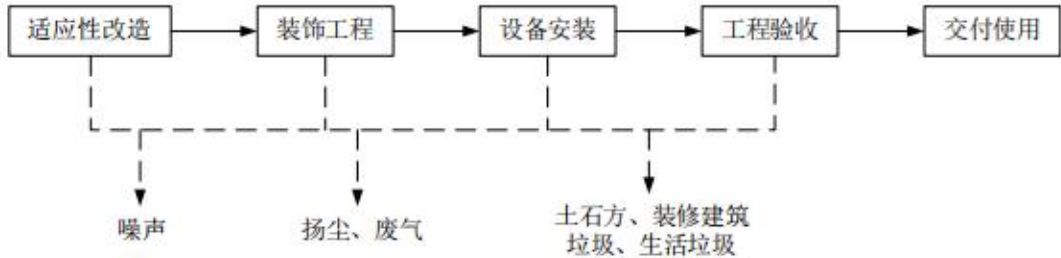 适应性改造
装饰工程
设备安装
工程验收
交付使用
噪声
扬尘、废气
土石方、装修建筑
垃圾、生活垃圾